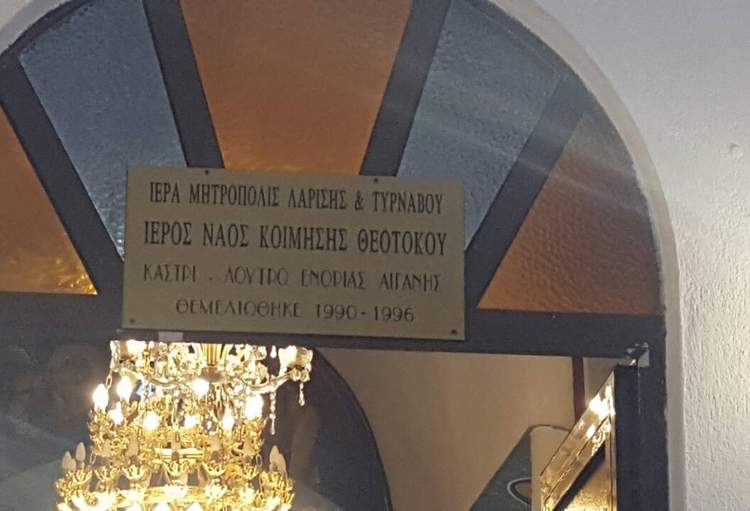 ΙΕΡΑ ΜΗΤΡΟΠΟΛΙΣ ΛΑΡΙΣΗΣ & ΤΥΡΝΑΒΟΥ
ΙΕΡΟΣ ΝΑΟΣ ΚΟΙΜΗΣΗΣ ΘΕΟΤΟΚΟΥ
ΚΑΣΤΡΙ - ΛΟΥΤΡΟ ΕΝΟΡΙΑΣ ΑΙΓΑΝΗΣ
ΘΕΜΕΛΙΩΘΗΚΕ 1990-1996